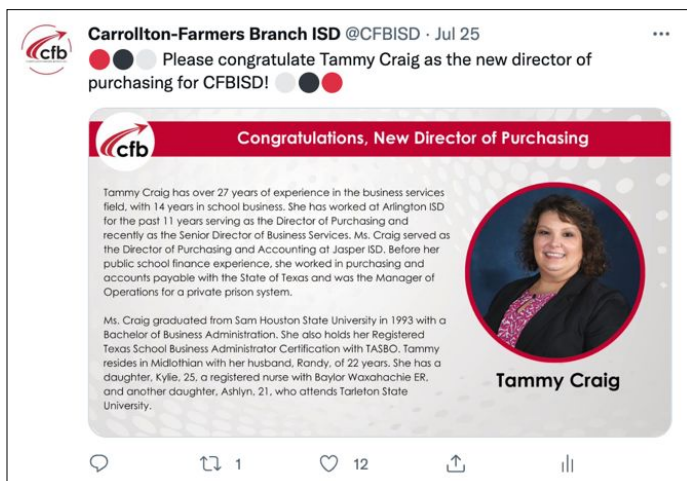 Carrollton-Farmers Branch ISD @CFBISD · Jul 25
Please congratulate Tammy Craig as the new director of
purchasing for CFBISD!
cfb
cfb
Congratulations, New Director of Purchasing
Tammy Craig has over 27 years of experience in the business services
field, with 14 years in school business. She has worked at Arlington ISD
for the past 11 years serving as the Director of Purchasing and
recently as the Senior Director of Business Services. Ms. Craig served as
the Director of Purchasing and Accounting at Jasper ISD. Before her
public school finance experience, she worked in purchasing and
accounts payable with the State of Texas and was the Manager of
Operations for a private prison system.
Ms. Craig graduated from Sam Houston State University in 1993 with a
Bachelor of Business Administration. She also holds her Registered
Texas School Business Administrator Certification with TASBO. Tammy
resides in Midlothian with her husband, Randy, of 22 years. She has a
daughter, Kylie, 25, a registered nurse with Baylor Waxahachie ER,
and another daughter, Ashlyn, 21, who attends Tarleton State
University.
Tammy Craig
1
12